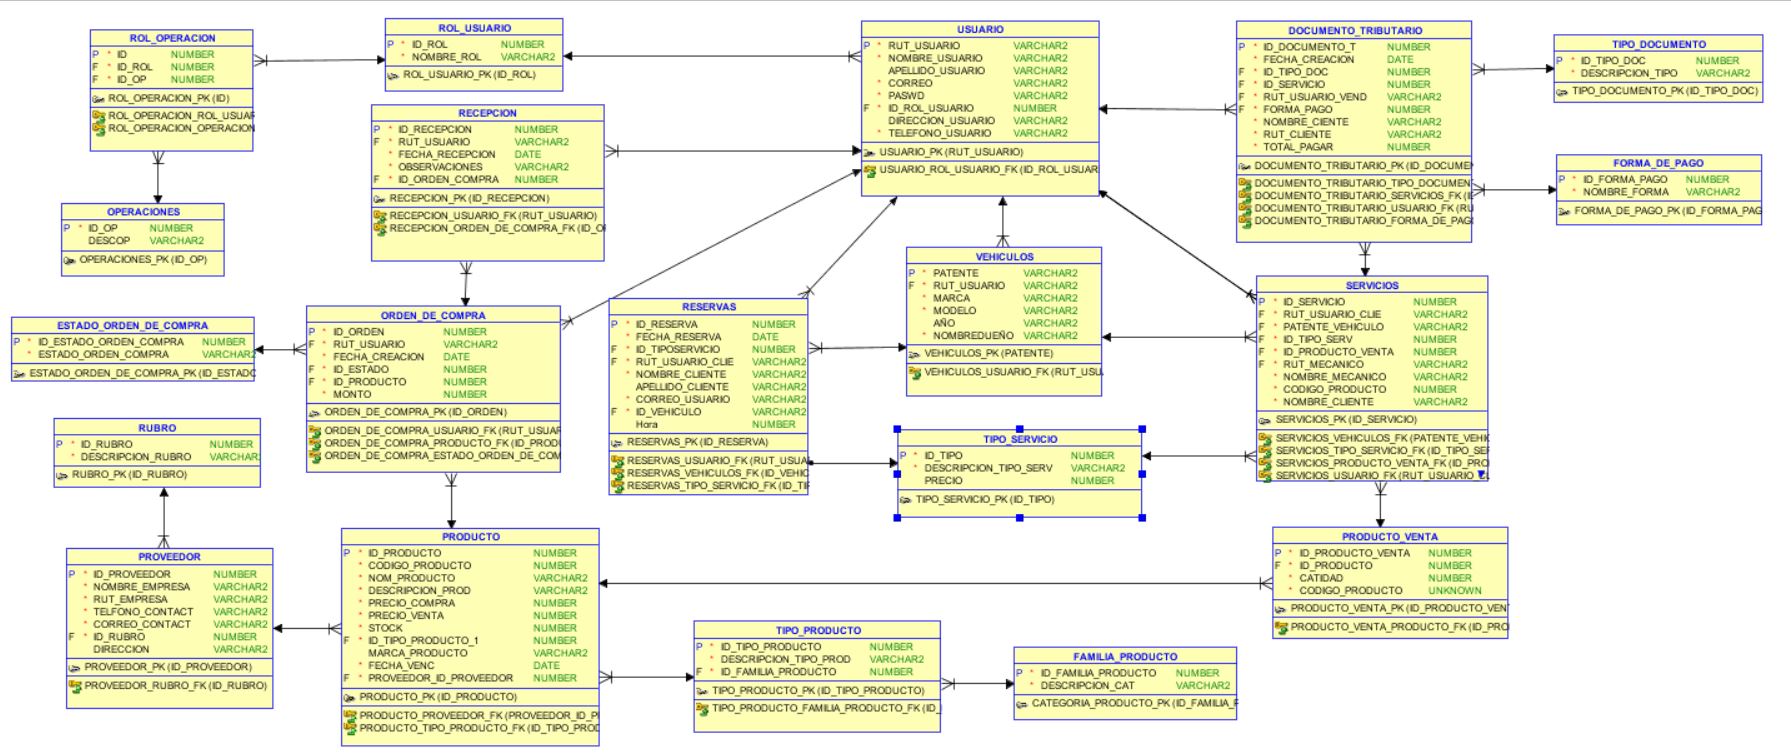 ROL_OPERACION
P * ID NUMBER
F * ID_ROL NUMBER
F * ID_OP NUMBER
ROL_OPERACION_PK (ID)
ROL_OPERACION_ROL_USUAR
ROL_OPERACION_OPERACION
ROL_USUARIO
P * ID_ROL NUMBER
* NOMBRE_ROL VARCHAR2
ROL_USUARIO_PK (ID_ROL)
USUARIO
P * RUT_USUARIO VARCHAR2
* NOMBRE_USUARIO VARCHAR2
APELLIDO_USUARIO VARCHAR2
* CORREO VARCHAR2
* PASWD VARCHAR2
F * ID_ROL_USUARIO NUMBER
* DIRECCION_USUARIO VARCHAR2
* TELEFONO_USUARIO VARCHAR2
USUARIO_PK (RUT_USUARIO)
USUARIO_ROL_USUARIO_FK (ID_ROL_USUAR
DOCUMENTO_TRIBUTARIO
P * ID_DOCUMENTO_T NUMBER
* FECHA_CREACION DATE
F * ID_TIPO_DOC NUMBER
F * ID_SERVICIO NUMBER
F * RUT_USUARIO_VEND VARCHAR2
F * FORMA_PAGO NUMBER
* NOMBRE_CIENTE VARCHAR2
* RUT_CLIENTE VARCHAR2
* TOTAL_PAGAR NUMBER
DOCUMENTO_TRIBUTARIO_PK (ID_DOCUME
DOCUMENTO_TRIBUTARIO_TIPO_DOCUMEN
DOCUMENTO_TRIBUTARIO_SERVICIOS_FK (I
DOCUMENTO_TRIBUTARIO_USUARIO_FK (RU
DOCUMENTO_TRIBUTARIO_FORMA_DE_PAG
TIPO_DOCUMENTO
P * ID_TIPO_DOC NUMBER
* DESCRIPCION_TIPO VARCHAR2
TIPO_DOCUMENTO_PK (ID_TIPO_DOC)
RECEPCION
P * ID_RECEPCION NUMBER
F * RUT_USUARIO VARCHAR2
* FECHA_RECEPCION DATE
* OBSERVACIONES VARCHAR2
F * ID_ORDEN_COMPRA NUMBER
RECEPCION_PK (ID_RECEPCION)
RECEPCION_USUARIO_FK (RUT_USUARIO)
RECEPCION_ORDEN_DE_COMPRA_FK (ID_O
FORMA_DE_PAGO
P * ID_FORMA_PAGO NUMBER
* NOMBRE_FORMA VARCHAR2
FORMA_DE_PAGO_PK (ID_FORMA_PAG
OPERACIONES
P * ID_OP NUMBER
DESCOP VARCHAR2
OPERACIONES_PK (ID_OP)
VEHICULOS
P * PATENTE VARCHAR2
F * RUT_USUARIO VARCHAR2
* MARCA VARCHAR2
* MODELO VARCHAR2
AÑO VARCHAR2
* NOMBREDUEÑO VARCHAR2
VEHICULOS_PK (PATENTE)
VEHICULOS_USUARIO_FK (RUT_USU
SERVICIOS
P * ID_SERVICIO NUMBER
F * RUT_USUARIO_CLIE VARCHAR2
F * PATENTE_VEHICULO VARCHAR2
F * ID_TIPO_SERV NUMBER
F * ID_PRODUCTO_VENTA NUMBER
F * RUT_MECANICO VARCHAR2
* NOMBRE_MECANICO VARCHAR2
* CODIGO_PRODUCTO NUMBER
* NOMBRE_CLIENTE VARCHAR2
SERVICIOS_PK (ID_SERVICIO)
SERVICIOS_VEHICULOS_FK (PATENTE_VEHI
SERVICIOS_TIPO_SERVICIO_FK (ID_TIPO_SE
SERVICIOS_PRODUCTO_VENTA_FK (ID_PRO
SERVICIOS_USUARIO_FK (RUT_USUARIO_
ESTADO_ORDEN_DE_COMPRA
P * ID_ESTADO_ORDEN_COMPRA NUMBER
* ESTADO_ORDEN_COMPRA VARCHAR2
ESTADO_ORDEN_DE_COMPRA_PK (ID_ESTADO
ORDEN_DE_COMPRA
P * ID_ORDEN NUMBER
F * RUT_USUARIO VARCHAR2
* FECHA_CREACION DATE
F * ID_ESTADO NUMBER
F * ID_PRODUCTO NUMBER
* MONTO NUMBER
ORDEN_DE_COMPRA_PK (ID_ORDEN)
ORDEN_DE_COMPRA_USUARIO_FK (RUT_USUAR
ORDEN_DE_COMPRA_PRODUCTO_FK (ID_PROD
ORDEN_DE_COMPRA_ESTADO_ORDEN_DE_COM
RESERVAS
P * ID_RESERVA NUMBER
* FECHA_RESERVA DATE
F * ID_TIPOSERVICIO NUMBER
F * RUT_USUARIO_CLIE VARCHAR2
* NOMBRE_CLIENTE VARCHAR2
APELLIDO_CLIENTE VARCHAR2
* CORREO_USUARIO VARCHAR2
F * ID_VEHICULO VARCHAR2
Hora NUMBER
RESERVAS_PK (ID_RESERVA)
RESERVAS_USUARIO_FK (RUT_USUA
RESERVAS_VEHICULOS_FK (ID_VEHIC
RESERVAS_TIPO_SERVICIO_FK (ID_TI
RUBRO
P * ID_RUBRO NUMBER
* DESCRIPCION_RUBRO VARCHAR
RUBRO_PK (ID_RUBRO)
TIPO_SERVICIO
P * ID_TIPO NUMBER
* DESCRIPCION_TIPO_SERV VARCHAR2
PRECIO NUMBER
TIPO_SERVICIO_PK (ID_TIPO)
PROVEEDOR
P * ID_PROVEEDOR NUMBER
* NOMBRE_EMPRESA VARCHAR2
* RUT_EMPRESA VARCHAR2
* TELFONO_CONTACT VARCHAR2
* CORREO_CONTACT VARCHAR2
F * ID_RUBRO NUMBER
DIRECCION VARCHAR2
PROVEEDOR_PK (ID_PROVEEDOR)
PROVEEDOR_RUBRO_FK (ID_RUBRO)
PRODUCTO
P * ID_PRODUCTO NUMBER
* CODIGO_PRODUCTO NUMBER
* NOM_PRODUCTO VARCHAR2
* DESCRIPCION_PROD VARCHAR2
* PRECIO_COMPRA NUMBER
* PRECIO_VENTA NUMBER
* STOCK NUMBER
F * ID_TIPO_PRODUCTO_1 NUMBER
MARCA_PRODUCTO VARCHAR2
* FECHA_VENC DATE
F * PROVEEDOR_ID_PROVEEDOR NUMBER
PRODUCTO_PK (ID_PRODUCTO)
PRODUCTO_PROVEEDOR_FK (PROVEEDOR_ID_P
PRODUCTO_TIPO_PRODUCTO_FK (ID_TIPO_PROD
PRODUCTO_VENTA
P * ID_PRODUCTO_VENTA NUMBER
F * ID_PRODUCTO NUMBER
* CATIDAD NUMBER
* CODIGO_PRODUCTO UNKNOWN
PRODUCTO_VENTA_PK (ID_PRODUCTO_VEN
PRODUCTO_VENTA_PRODUCTO_FK (ID_PRO
TIPO_PRODUCTO
P * ID_TIPO_PRODUCTO NUMBER
* DESCRIPCION_TIPO_PROD VARCHAR2
F * ID_FAMILIA_PRODUCTO NUMBER
TIPO_PRODUCTO_PK (ID_TIPO_PRODUCTO)
TIPO_PRODUCTO_FAMILIA_PRODUCTO_FK (ID_
FAMILIA_PRODUCTO
P * ID_FAMILIA_PRODUCTO NUMBER
* DESCRIPCION_CAT VARCHAR2
CATEGORIA_PRODUCTO_PK (ID_FAMILIA_P